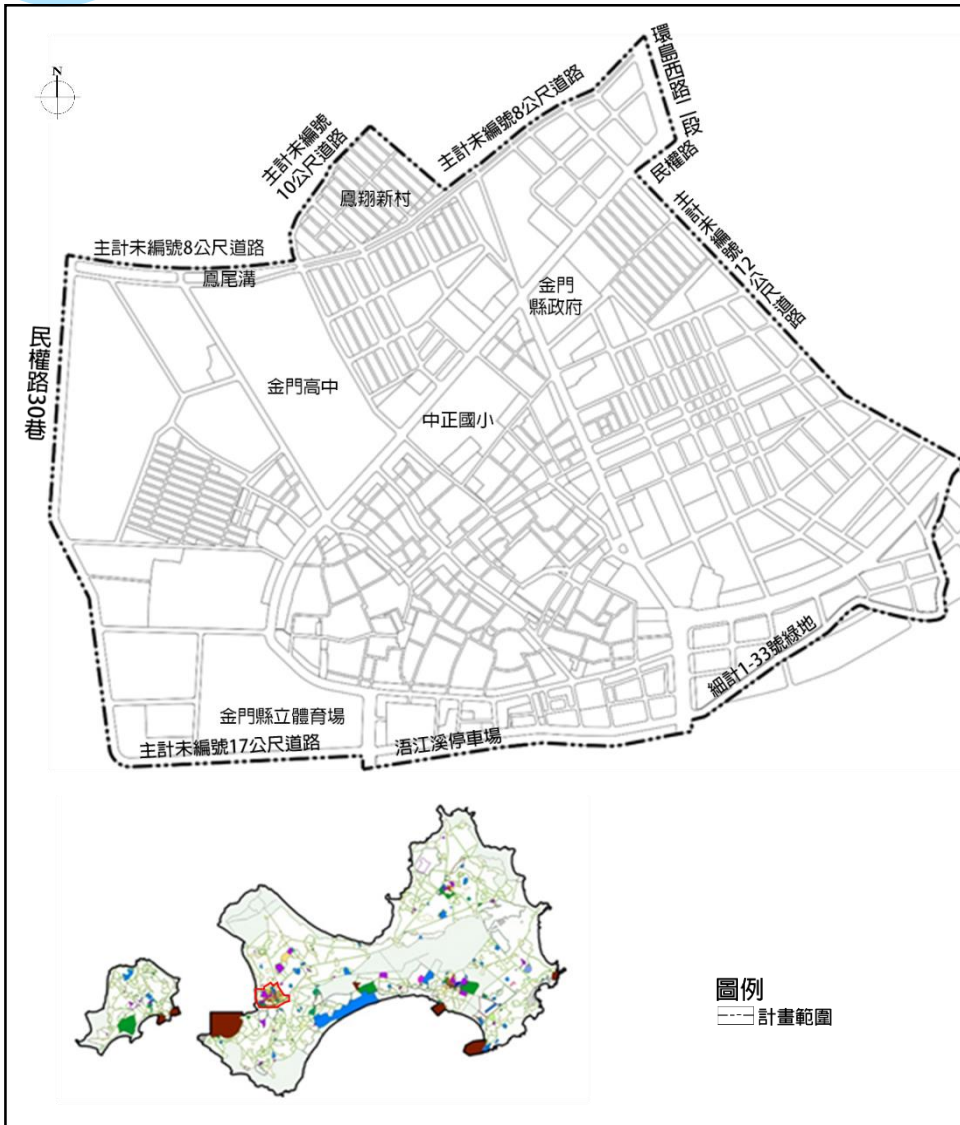 N
環島西路二段
主計未編號8公尺道路
主計未編號
10公尺道路
民權路
鳳翔新村
主計未編號12公尺道路
主計未編號8公尺道路
鳳尾溝
金門
縣政府
民權路30巷
金門高中
中正國小
細計1-33號綠地
金門縣立體育場
主計未編號17公尺道路
浯江溪停車場
圖例
計畫範圍